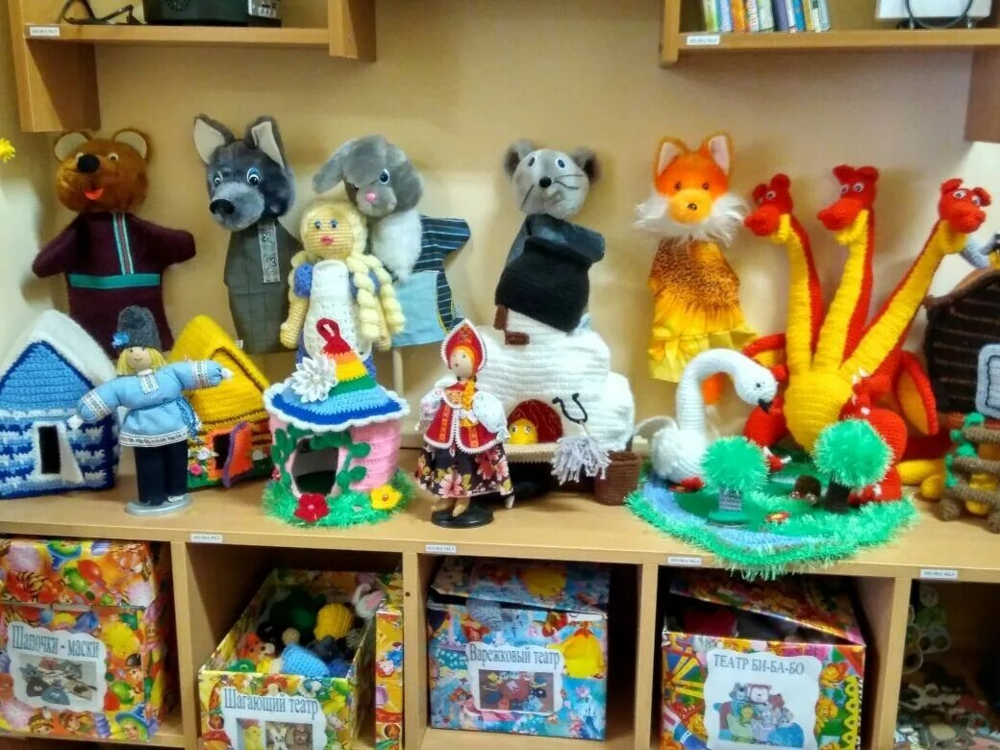 Шапочки - маски
Шагающий театр
Варежковый театр
ТЕАТР БИ-БА-БО